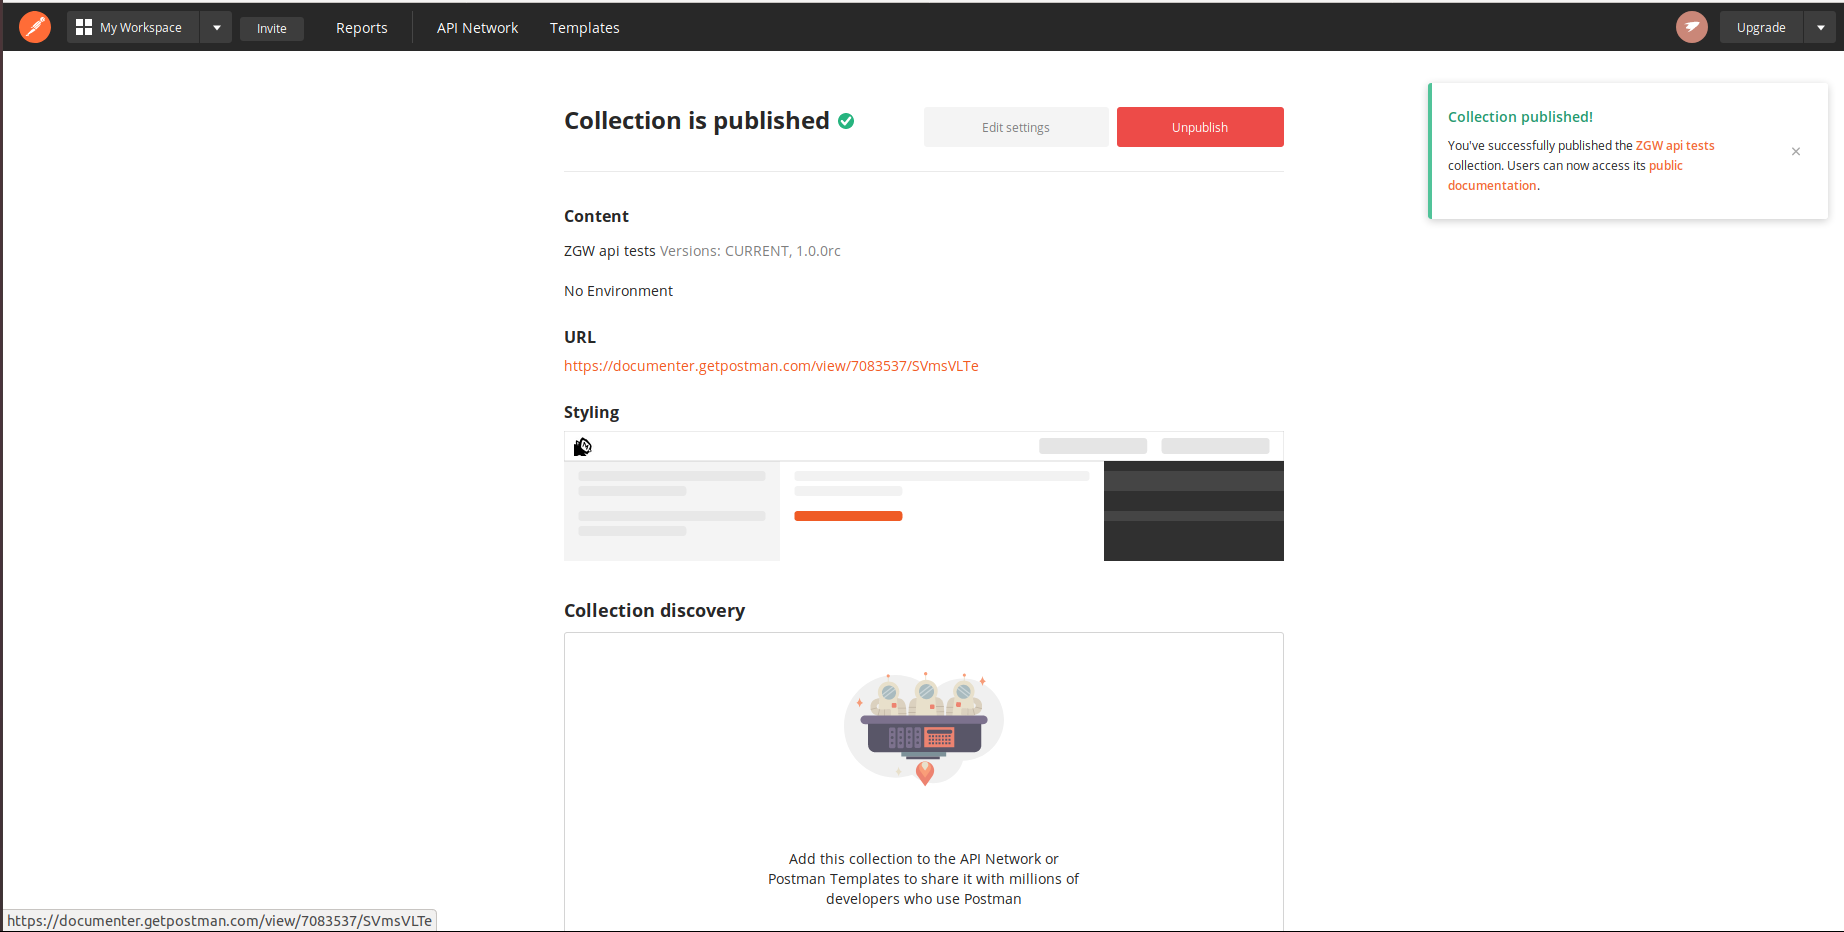 My Workspace
Invite
Reports
API Network
Templates
Upgrade
Collection is published
Edit settings
Unpublish
Collection published!
You've successfully published the ZGW api tests
collection. Users can now access its public
documentation.
Content
ZGW api tests Versions: CURRENT, 1.0.0rc
No Environment
URL
https://documenter.getpostman.com/view/7083537/SVmsVLTe
Styling
Collection discovery
Add this collection to the API Network or
Postman Templates to share it with millions of
developers who use Postman
https://documenter.getpostman.com/view/7083537/SVmsVLTe